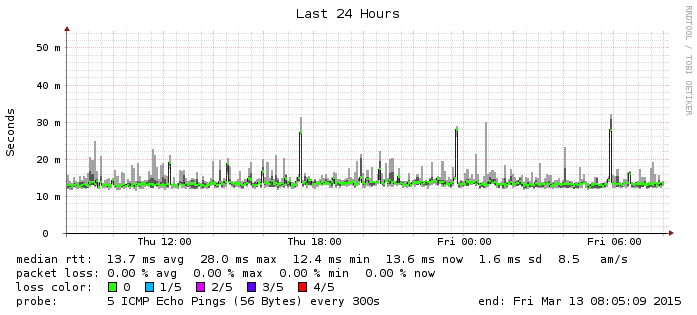 Last 24 Hours
RRDTOOL / TOBI OETIKER
Seconds
50 m
40 m
30 m
20 m
10 m
0
Thu 12:00 Thu 18:00 Fri 00:00 Fri 06:00
median rtt: 13.7 ms avg 28.0 ms max 12.4 ms min 13.6 ms now 1.6 ms sd 8.5 am/s
packet loss: 0.00 % avg 0.00 % max 0.00 % min 0.00 % now
loss color: 0 1/5 2/5 3/5 4/5
probe: 5 ICMP Echo Pings (56 Bytes) every 300s end: Fri Mar 13 08:05:09 2015